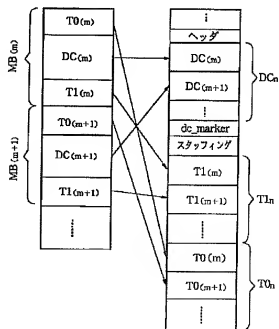 MB(m)
T0(m)
DC(m)
T1(m)
MB(m+1)
T0(m+1)
DC(m+1)
T1(m+1)
ヘッダ
DC(m)
DC(m+1)
dc_marker
スタッフィング
T1(m)
T1(m+1)
T0(m)
T0(m+1)
DCn
T1n
T0n